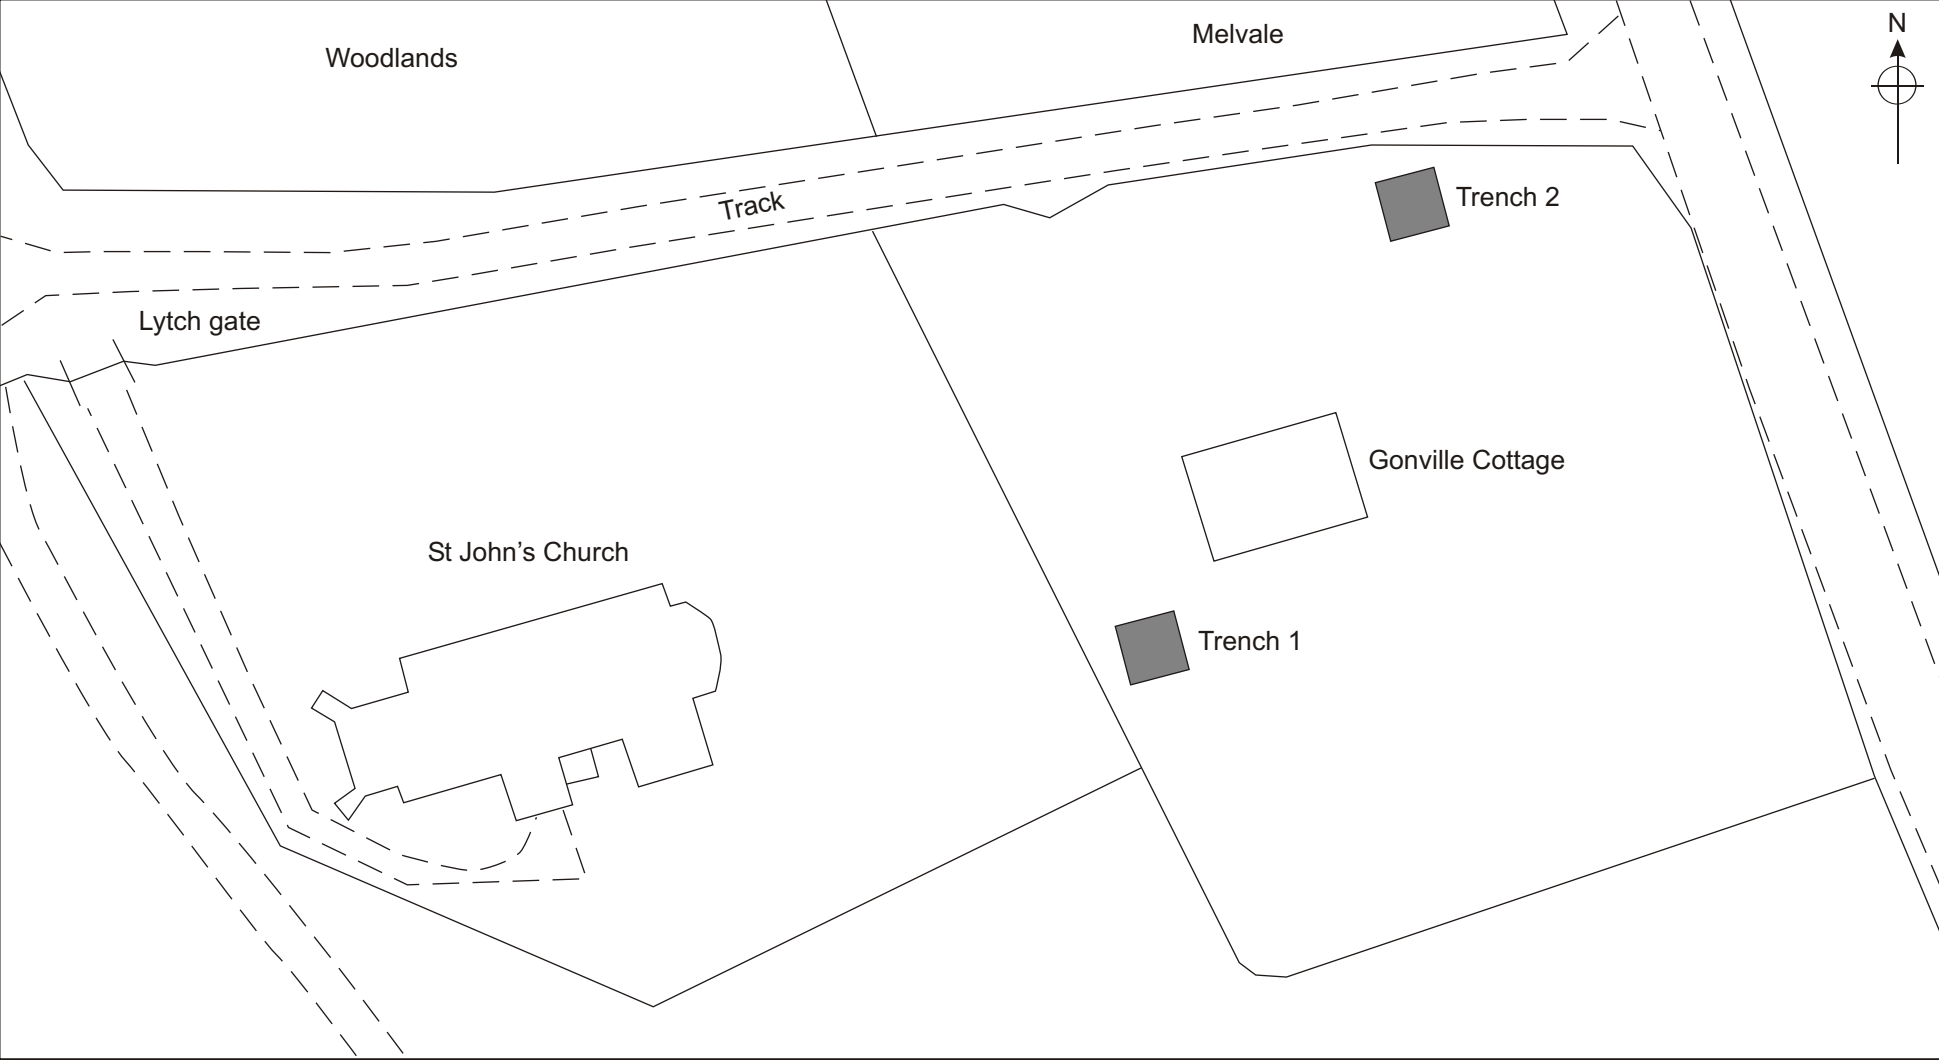 N
Melvale
Woodlands
Trench 2
Track
Lytch gate
Gonville Cottage
St John’s Church
Trench 1